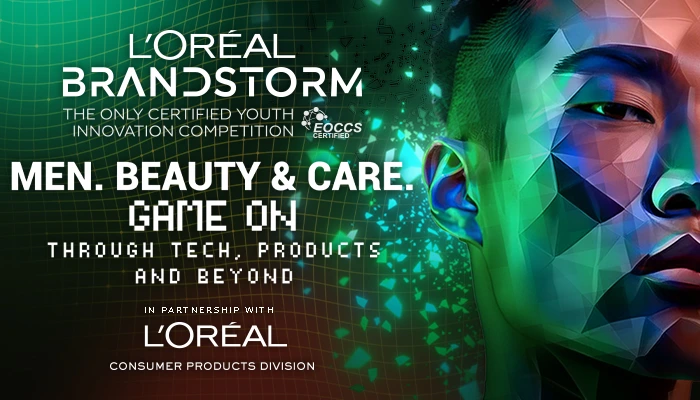 L'ORÉAL
BRANDSTORM
THE ONLY CERTIFIED YOUTH
INNOVATION COMPETITION
EOCCS
CERTIFIED
MEN. BEAUTY & CARE.
GAME ON
THROUGH TECH, PRODUCTS
AND BEYOND
IN PARTNERSHIP WITH
L'ORÉAL
CONSUMER PRODUCTS DIVISION